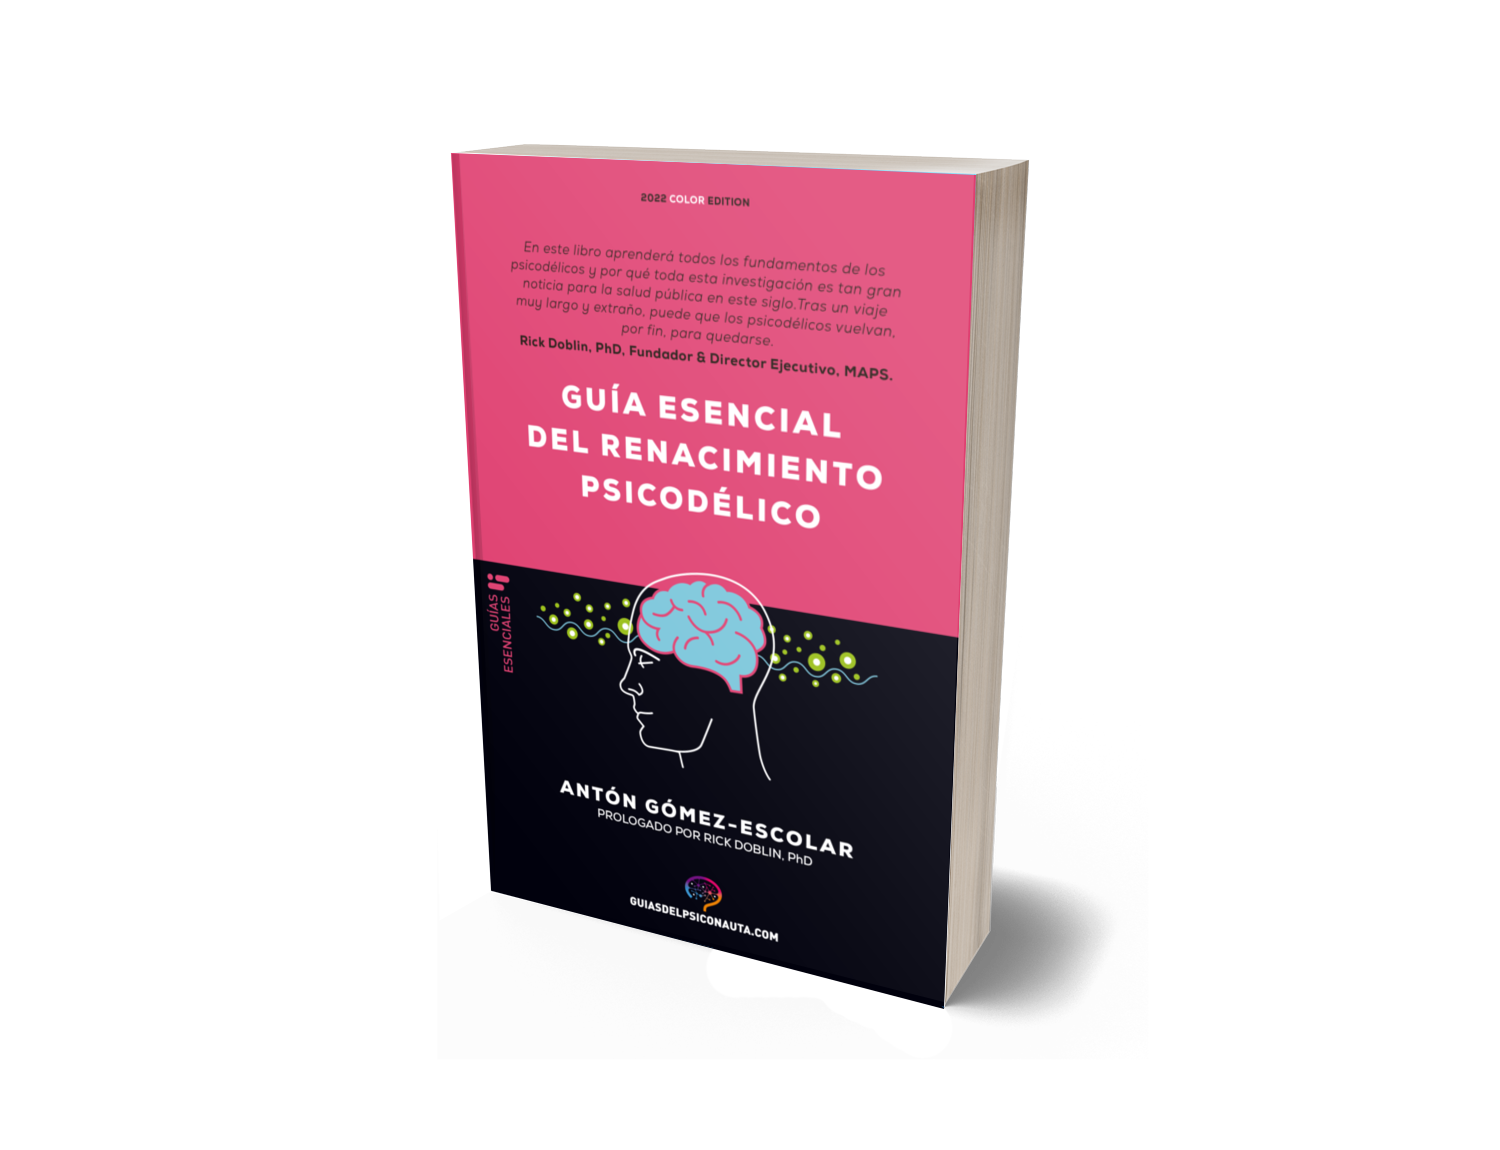 2022 COLOR EDITION
En este libro aprenderá todos los fundamentos de los
psicodélicos y por qué toda esta investigación es tan gran
noticia para la salud pública en este siglo.Tras un viaje
muy largo y extraño, puede que los psicodélicos vuelvan,
por fin, para quedarse.
Rick Doblin, PhD, Fundador & Director Ejecutivo, MAPS.
GUÍA ESENCIAL
DEL RENACIMIENTO
PSICODÉLICO
GUÍAS
ESENCIALES
ANTÓN GÓMEZ-ESCOLAR
PROLOGADO POR RICK DOBLIN, PhD
GUIASDELPSICONAUTA.COM